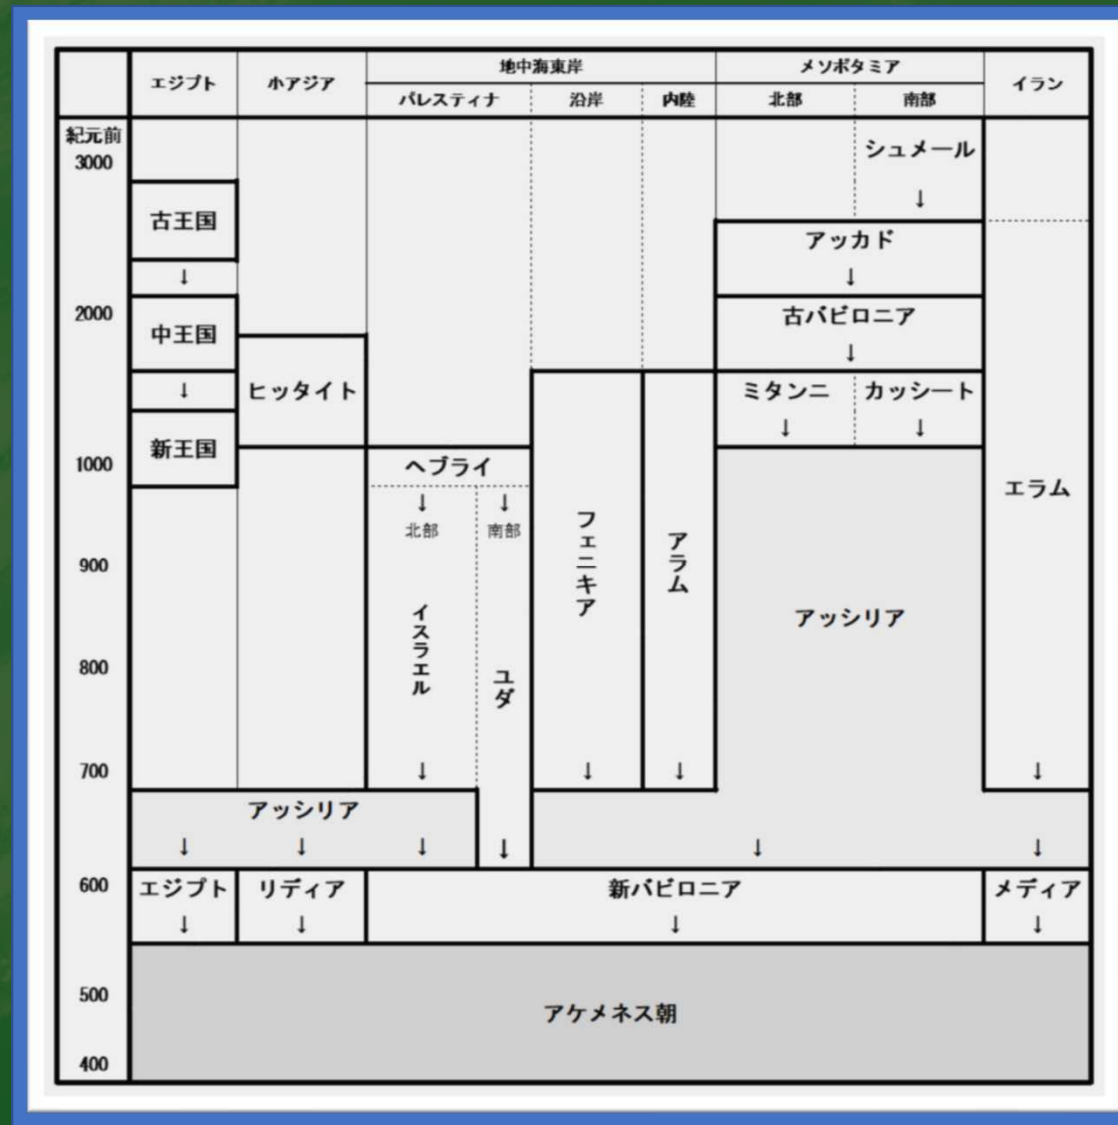 エジプト
ホアジア
地中海東岸
メソポタミア
イラン
パレスティナ
沿岸
内陸
北部
南部
紀元前
3000
シュメール
↓
古王国
アッカド
↓
↓
2000
中王国
古バビロニア
↓
↓
ヒッタイト
ミタンニ
カッシート
↓
↓
新王国
1000
ヘブライ
エラム
↓
↓
北部
南部
フェニキア
アラム
900
イスラエル
アッシリア
800
ユダ
700
↓
↓
↓
↓
アッシリア
↓
↓
↓
↓
↓
↓
600
エジプト
リディア
新バビロニア
メディア
↓
↓
↓
↓
500
アケメネス朝
400